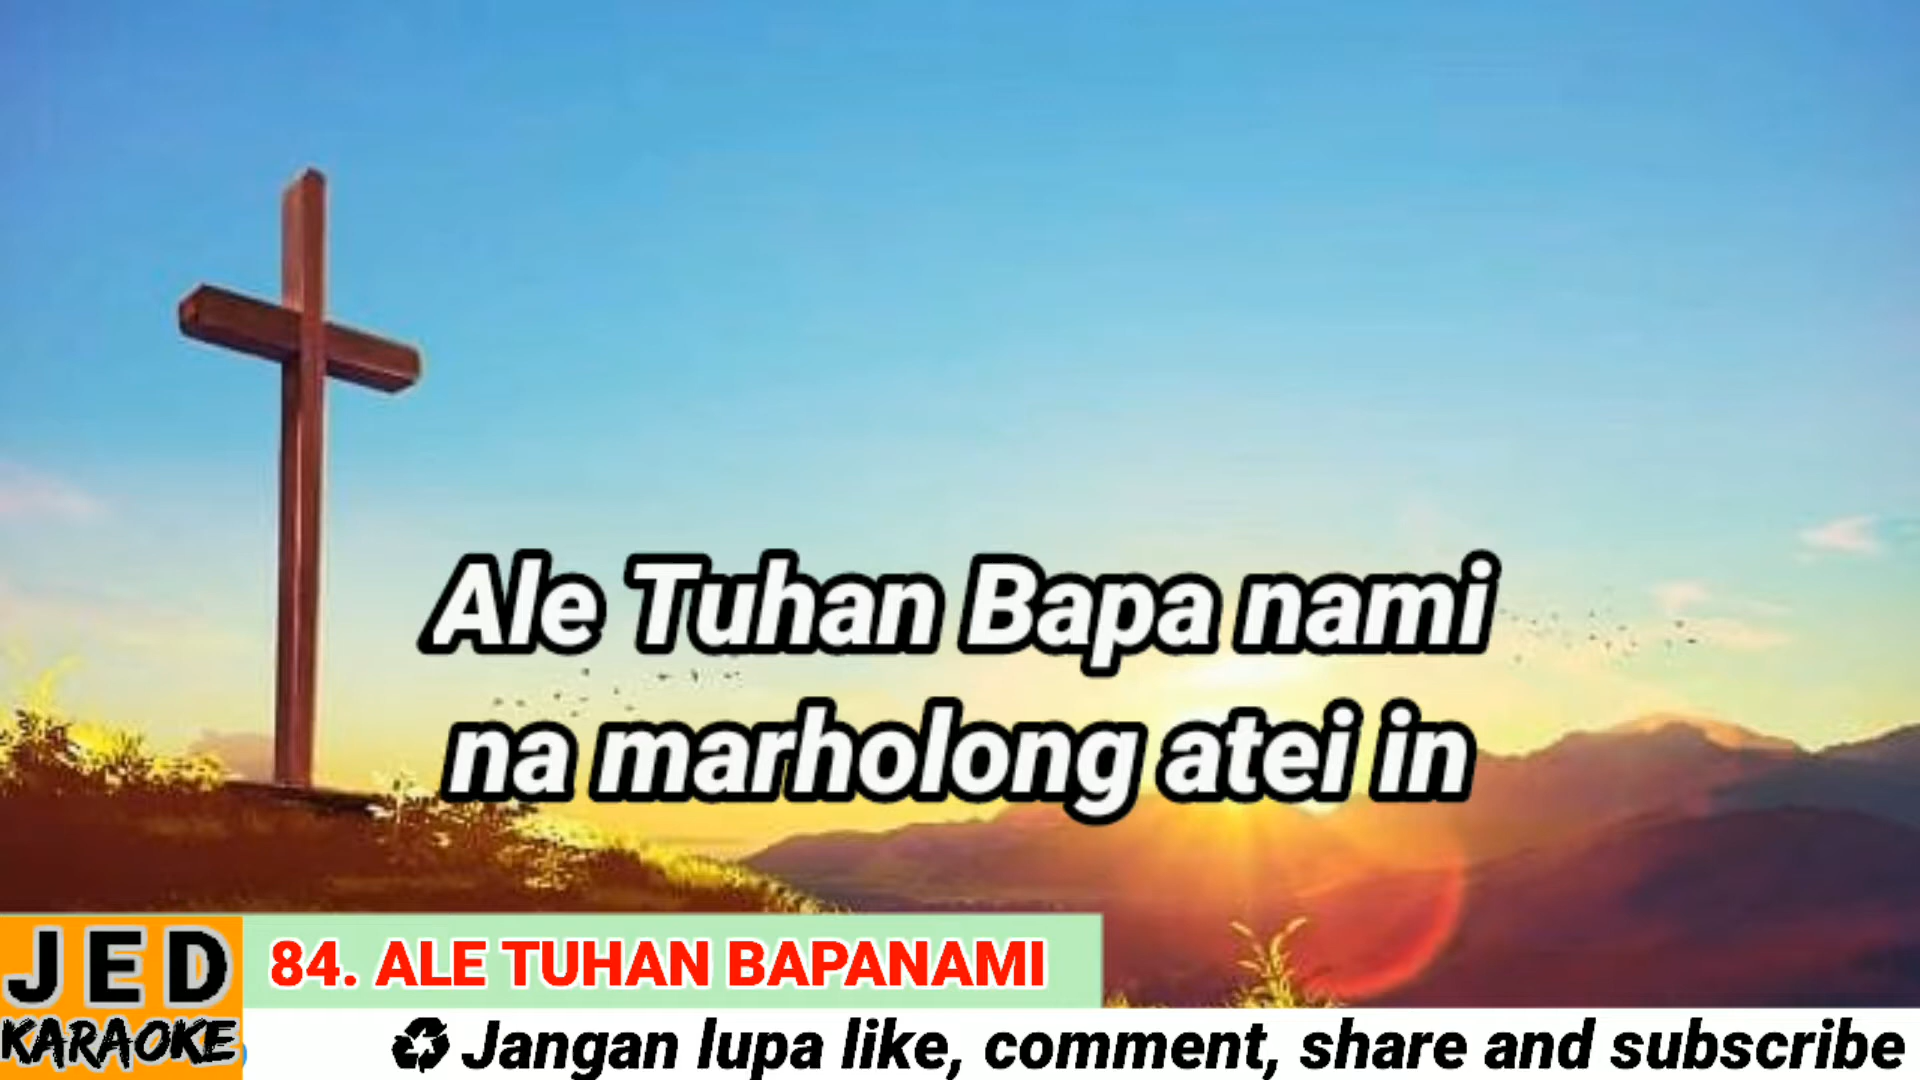 Ale Tuhan Bapa nami
na marholong atei in
JED
KARAOKE
84. ALE TUHAN BAPANAMI
♻ Jangan lupa like, comment, share and subscribe